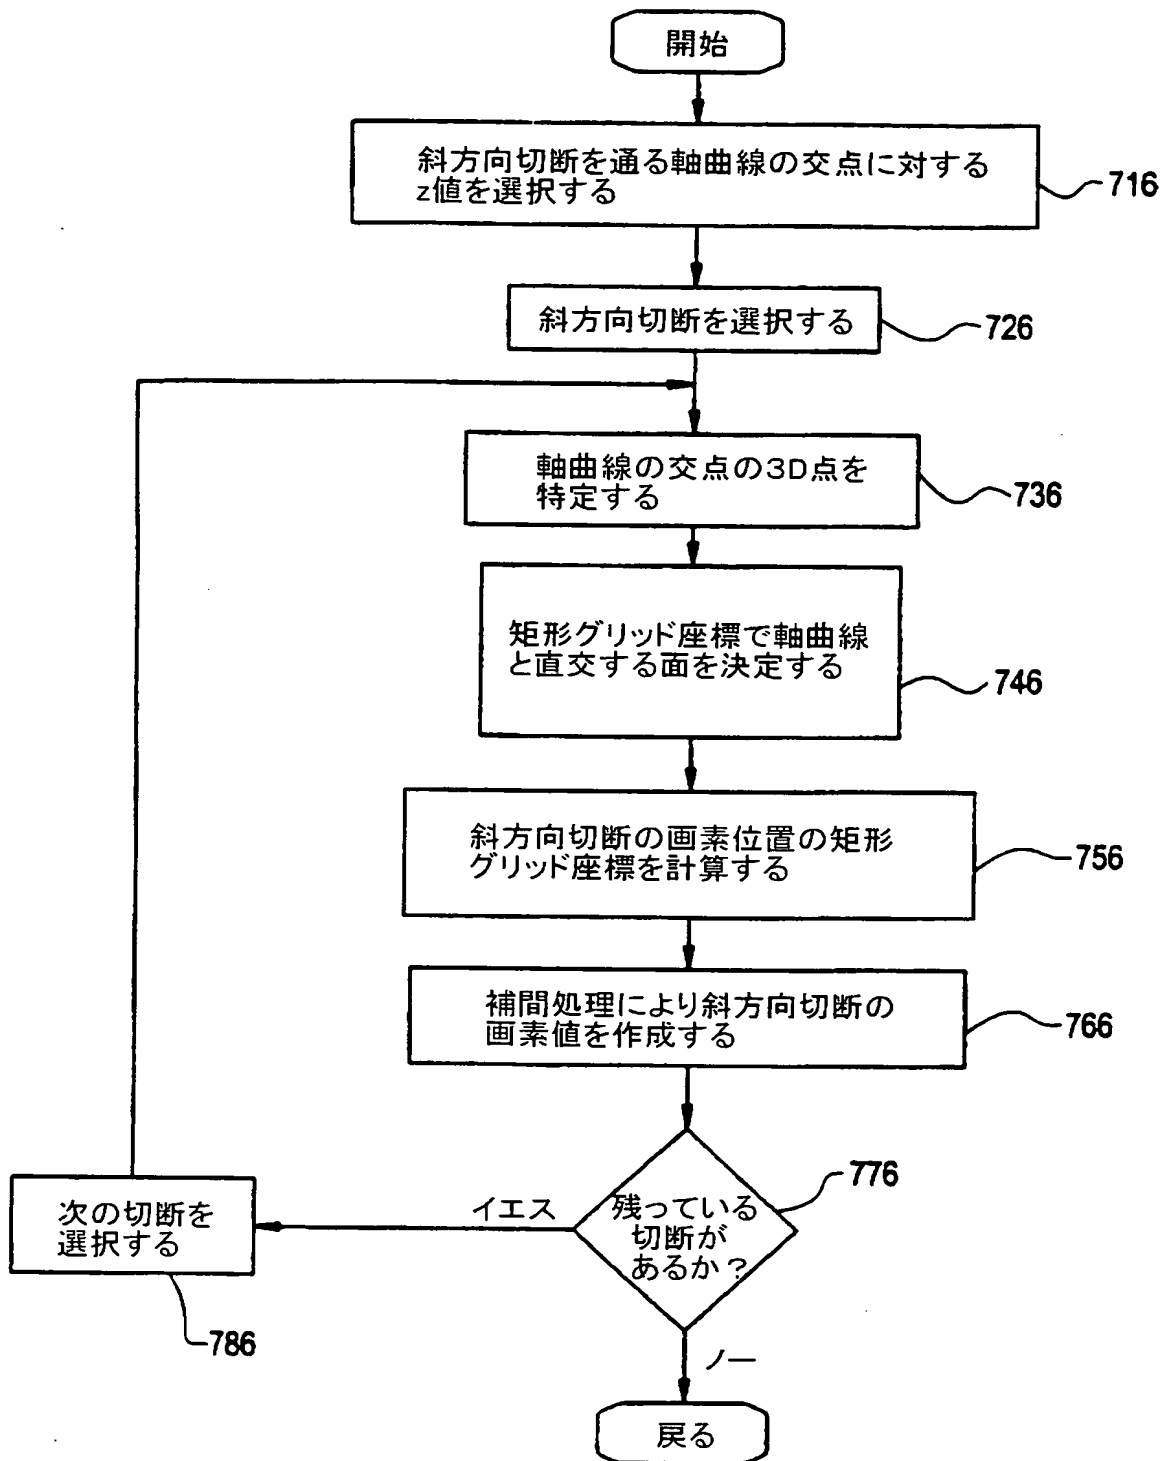 開始
斜方向切断を通る軸曲線の交点に対する
z値を選択する
716
斜方向切断を選択する
726
軸曲線の交点の3D点を
特定する
736
矩形グリッド座標で軸曲線
と直交する面を決定する
746
斜方向切断の画素位置の矩形
グリッド座標を計算する
756
補間処理により斜方向切断の
画素値を作成する
766
残っている
切断が
あるか？
776
イエス
次の切断を
選択する
786
ノー
戻る